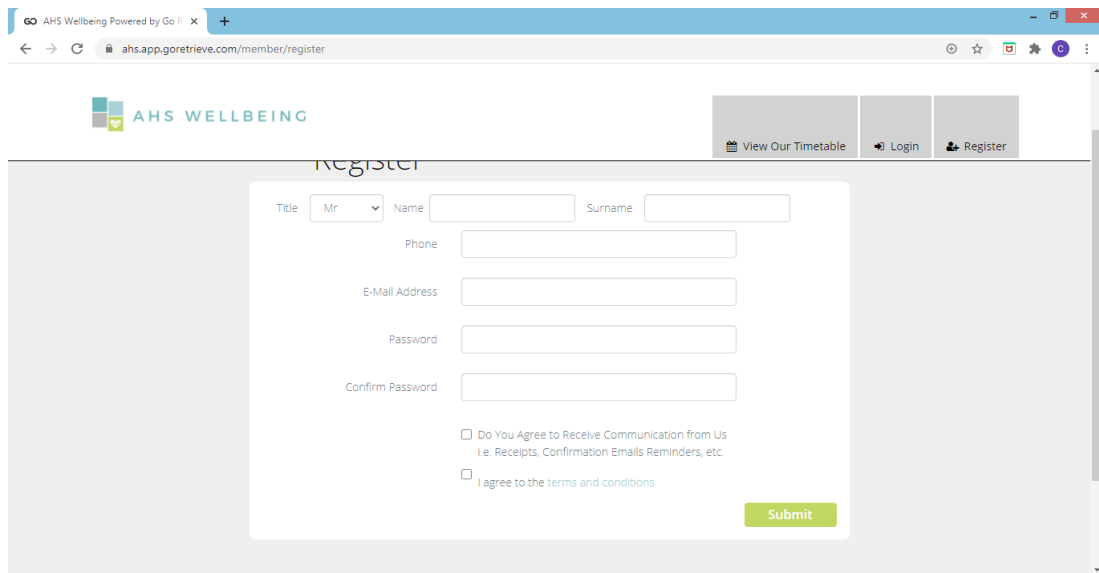 GO AHS Wellbeing Powered by Go R
ahs.app.goretrieve.com/member/register
C
AHS WELLBEING
View Our Timetable Login Register
Register
Title Mr Name Surname
Phone
E-Mail Address
Password
Confirm Password
Do You Agree to Receive Communication from Us
i.e. Receipts, Confirmation Emails Reminders, etc.
I agree to the terms and conditions
Submit